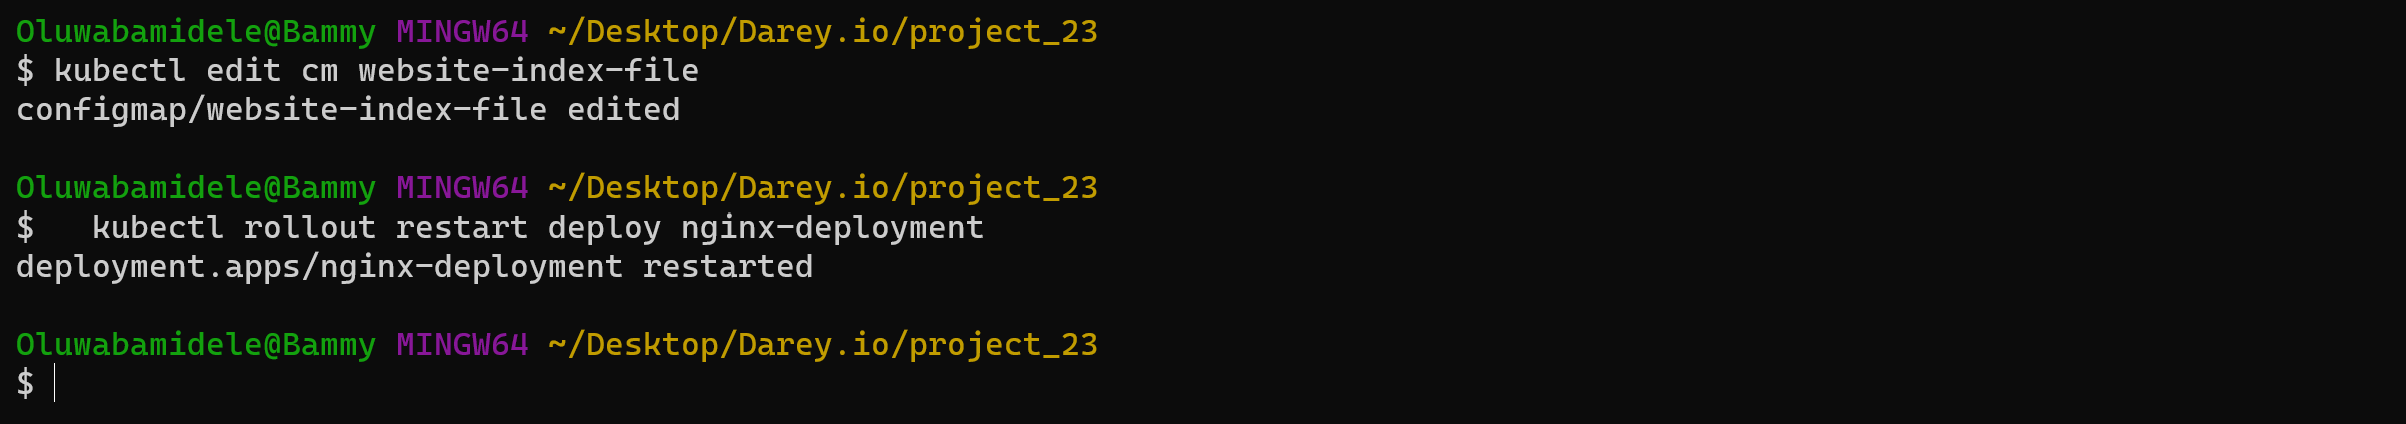 Oluwabamidele@Bammy MINGW64 ~/Desktop/Darey.io/project_23
$ kubectl edit cm website-index-file
configmap/website-index-file edited
Oluwabamidele@Bammy MINGW64 ~/Desktop/Darey.io/project_23
$   kubectl rollout restart deploy nginx-deployment
deployment.apps/nginx-deployment restarted
Oluwabamidele@Bammy MINGW64 ~/Desktop/Darey.io/project_23
$